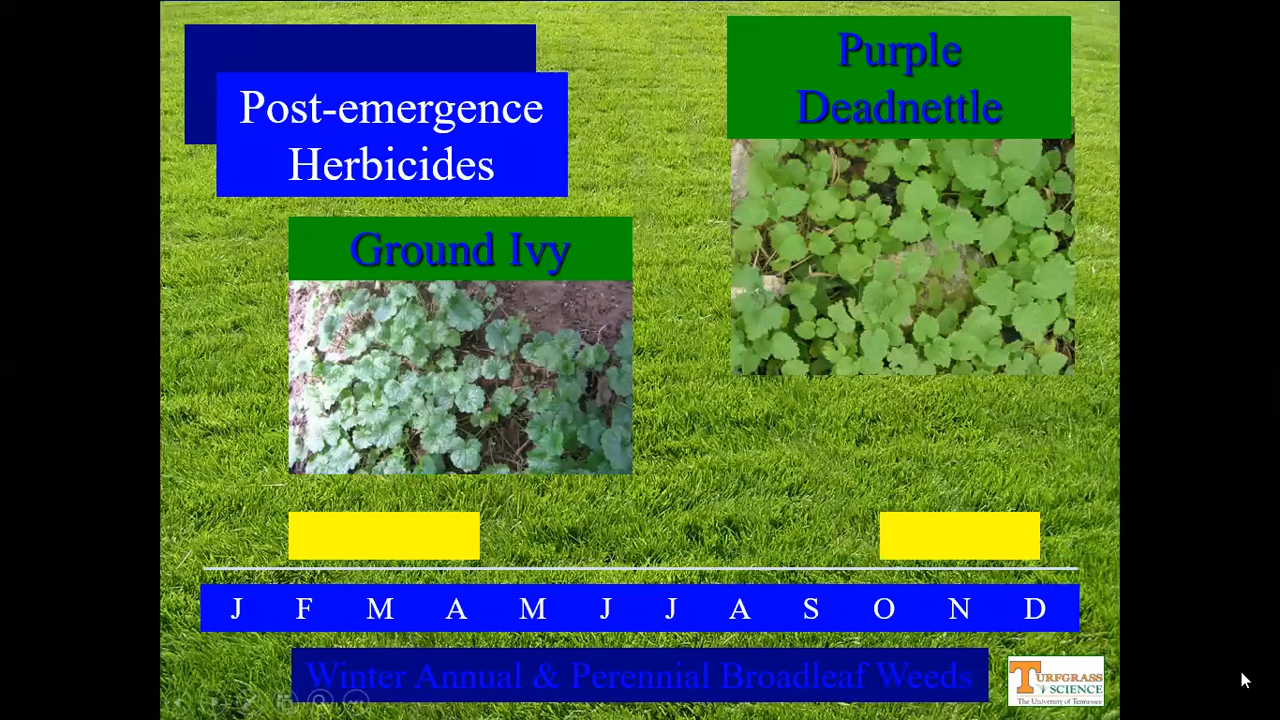 Post-emergence
Herbicides
Purple
Deadnettle
Ground Ivy
J F M A M J J A S O N D
Winter Annual & Perennial Broadleaf Weeds
TURFGRASS
SCIENCE
The University of Tennessee